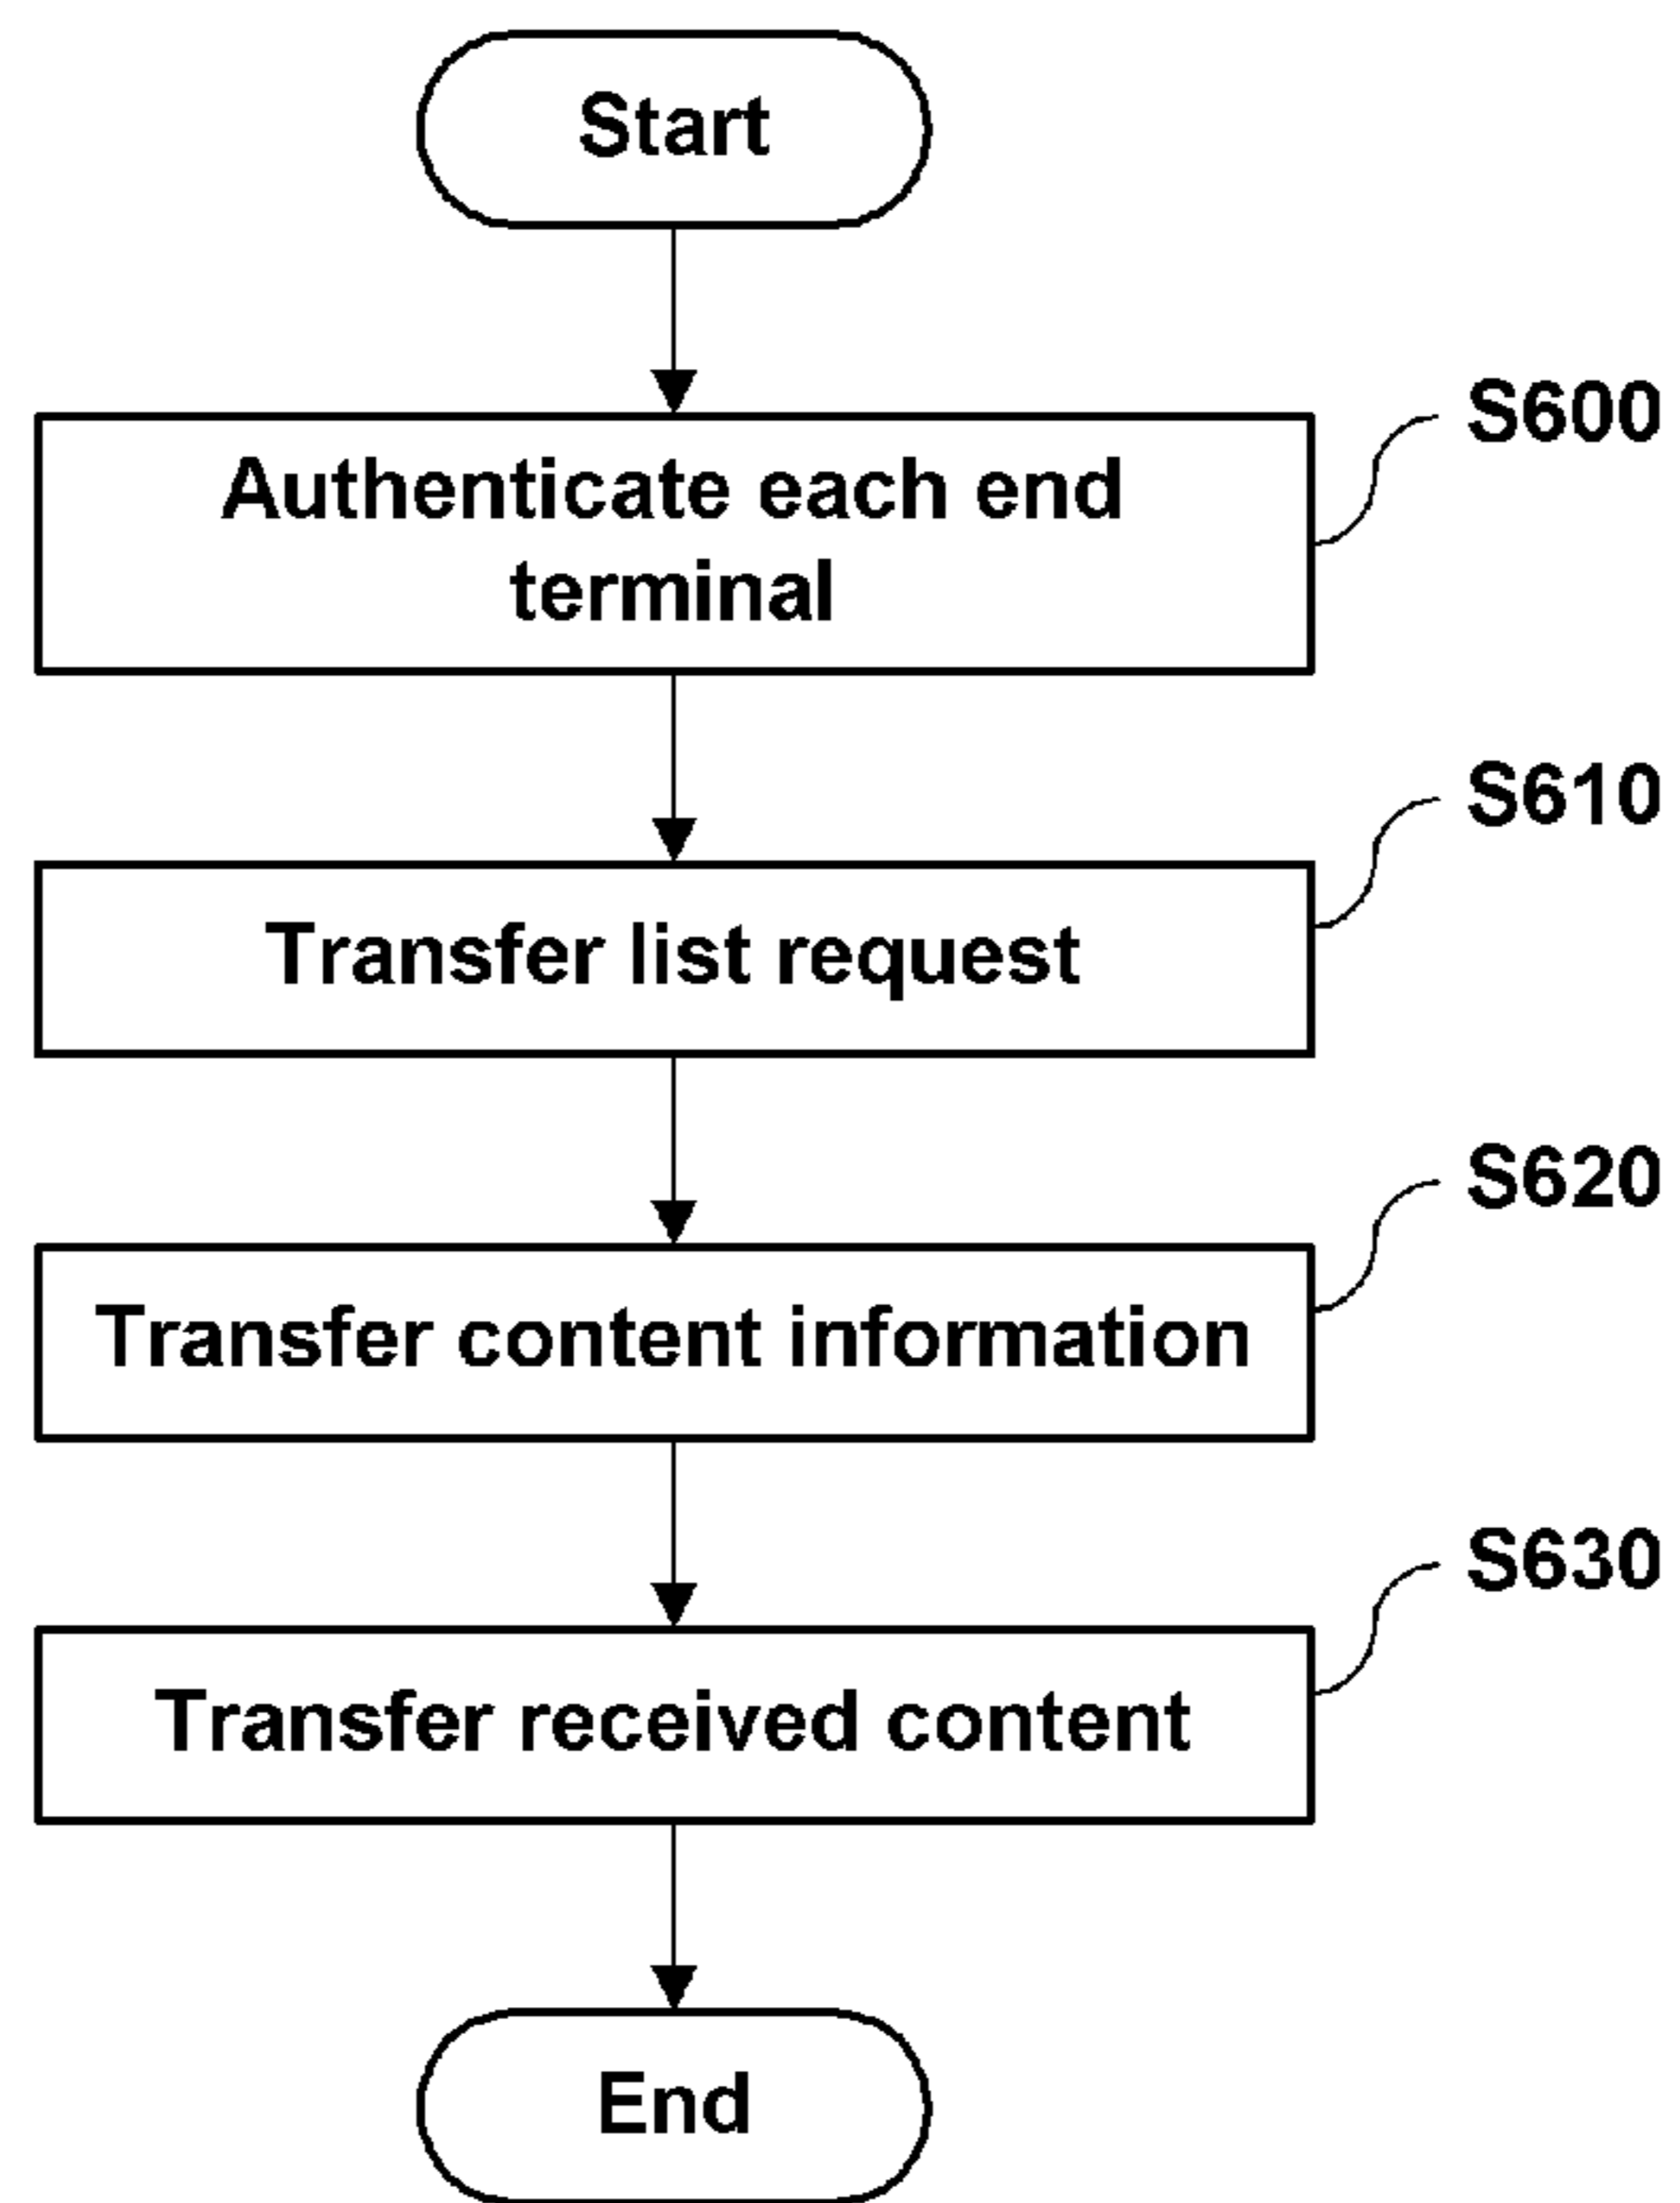 Start
S600
Authenticate each end
terminal
S610
Transfer list request
S620
Transfer content information
S630
Transfer received content
End